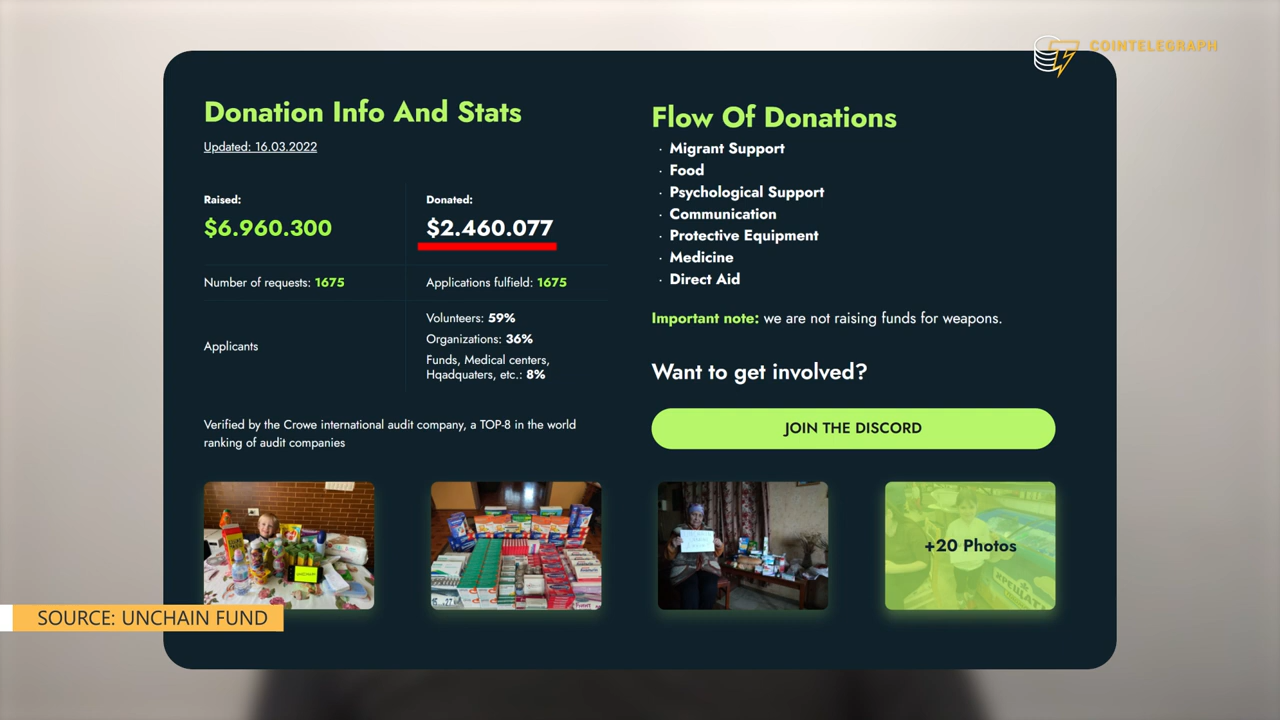 COINTELEGRAPH
Donation Info And Stats
Updated: 16.03.2022
Raised:
$6.960.300
Donated:
$2.460.077
Number of requests: 1675
Applications fulfield: 1675
Applicants
Volunteers: 59%
Organizations: 36%
Funds, Medical centers,
Hqadquaters, etc.: 8%
Verified by the Crowe international audit company, a TOP-8 in the world
ranking of audit companies
Flow Of Donations
· Migrant Support
· Food
· Psychological Support
· Communication
· Protective Equipment
· Medicine
· Direct Aid
Important note: we are not raising funds for weapons.
Want to get involved?
JOIN THE DISCORD
+20 Photos
SOURCE: UNCHAIN FUND